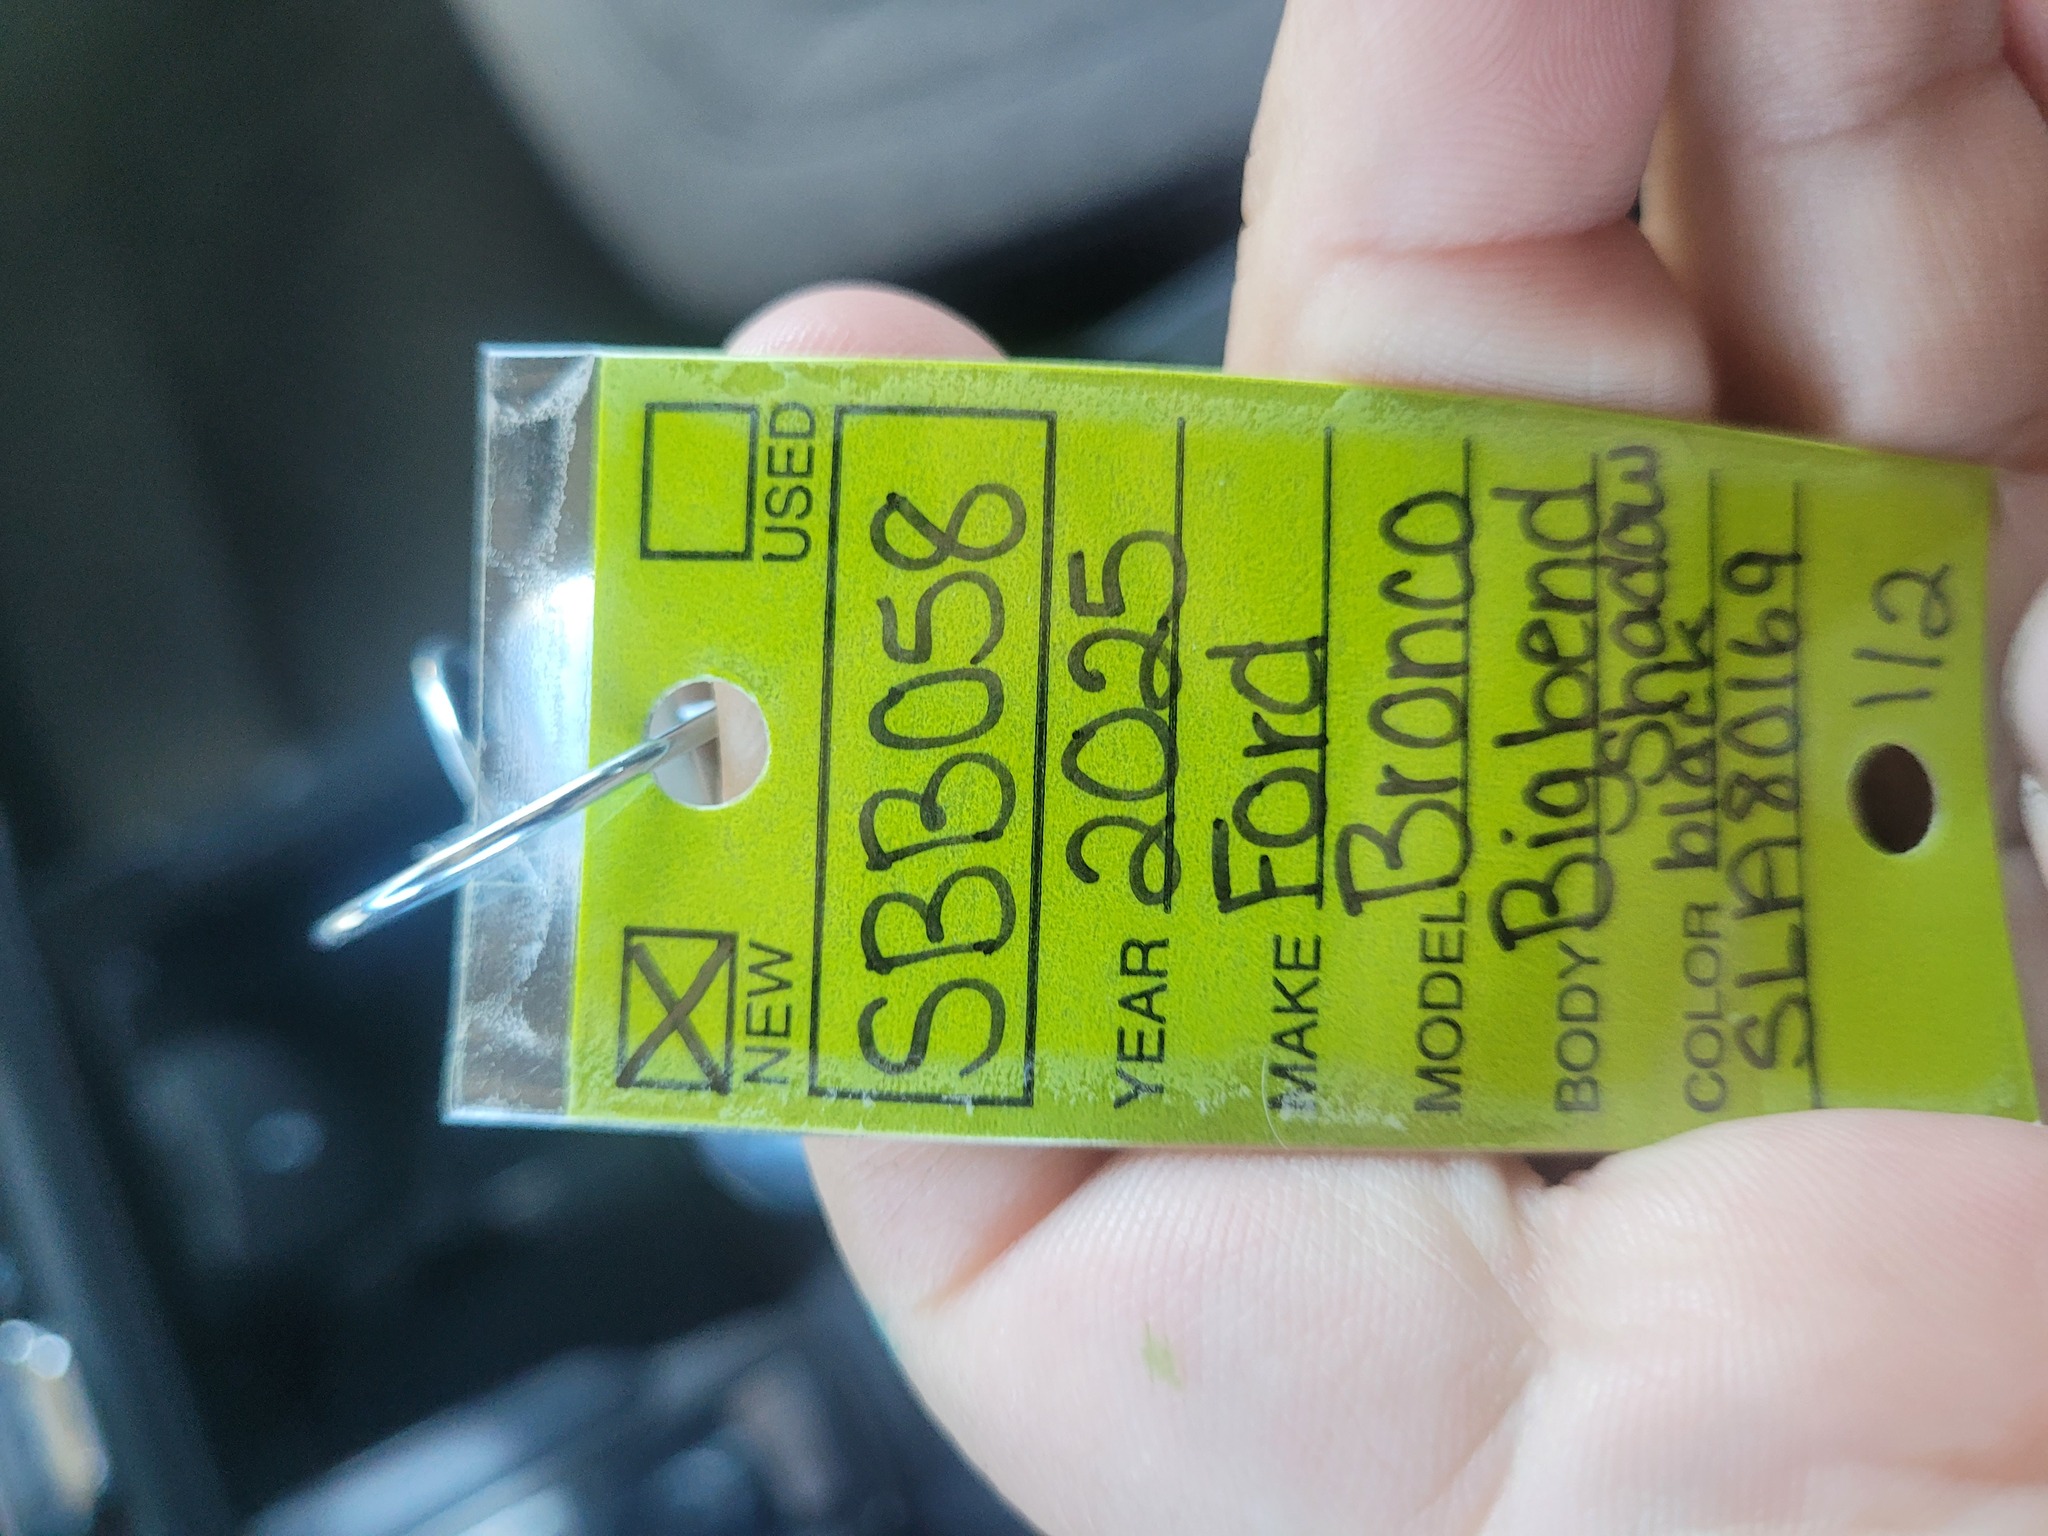 NEW USED
SBB058
YEAR 2025
MAKE Ford
MODEL Bronco
BODY Big bend
Shadow
COLOR black
SLA80169
1/2